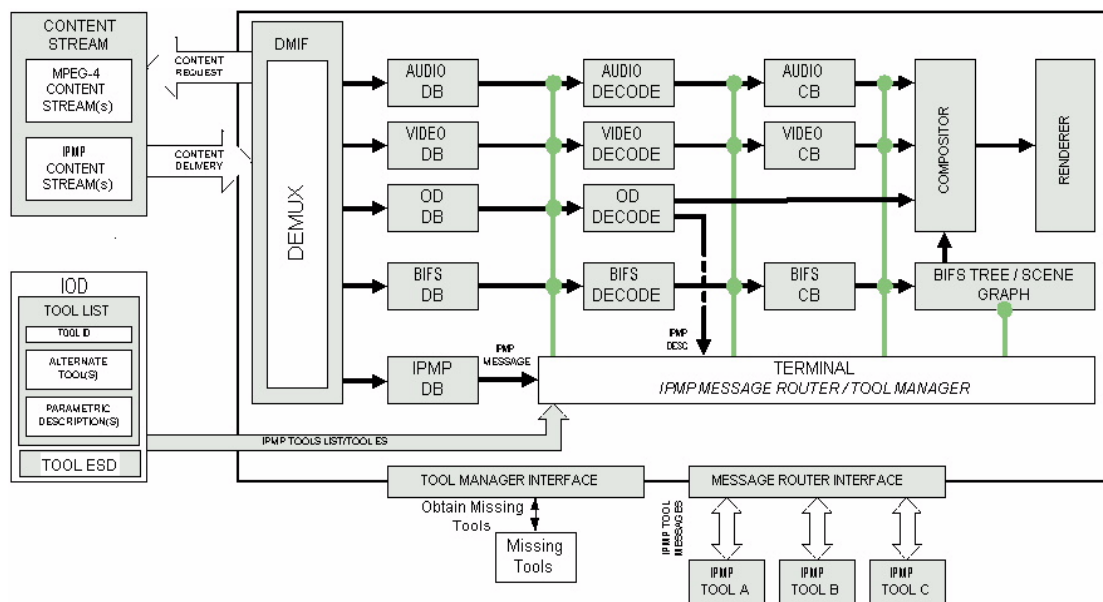 CONTENT
STREAM
MPEG-4
CONTENT
STREAM(s)
IPMP
CONTENT
STREAM(s)
CONTENT
REQUEST
CONTENT
DELIVERY
DMIF
DEMUX
AUDIO
DB
AUDIO
DECODE
AUDIO
CB
VIDEO
DB
VIDEO
DECODE
VIDEO
CB
OD
DB
OD
DECODE
BIFS
DB
BIFS
DECODE
BIFS
CB
COMPOSITOR
RENDERER
BIFS TREE / SCENE
GRAPH
IPMP
DB
IPMP
MESSAGE
IPMP
DESC
TERMINAL
IPMP MESSAGE ROUTER / TOOL MANAGER
IOD
TOOL LIST
TOOL ID
ALTERNATE
TOOL(S)
PARAMETRIC
DESCRIPTION(S)
TOOL ESD
IPMP TOOLS LIST/TOOL ES
TOOL MANAGER INTERFACE
Obtain Missing
Tools
Missing
Tools
MESSAGE ROUTER INTERFACE
IPMP TOOL
MESSAGES
IPMP
TOOL A
IPMP
TOOL B
IPMP
TOOL C